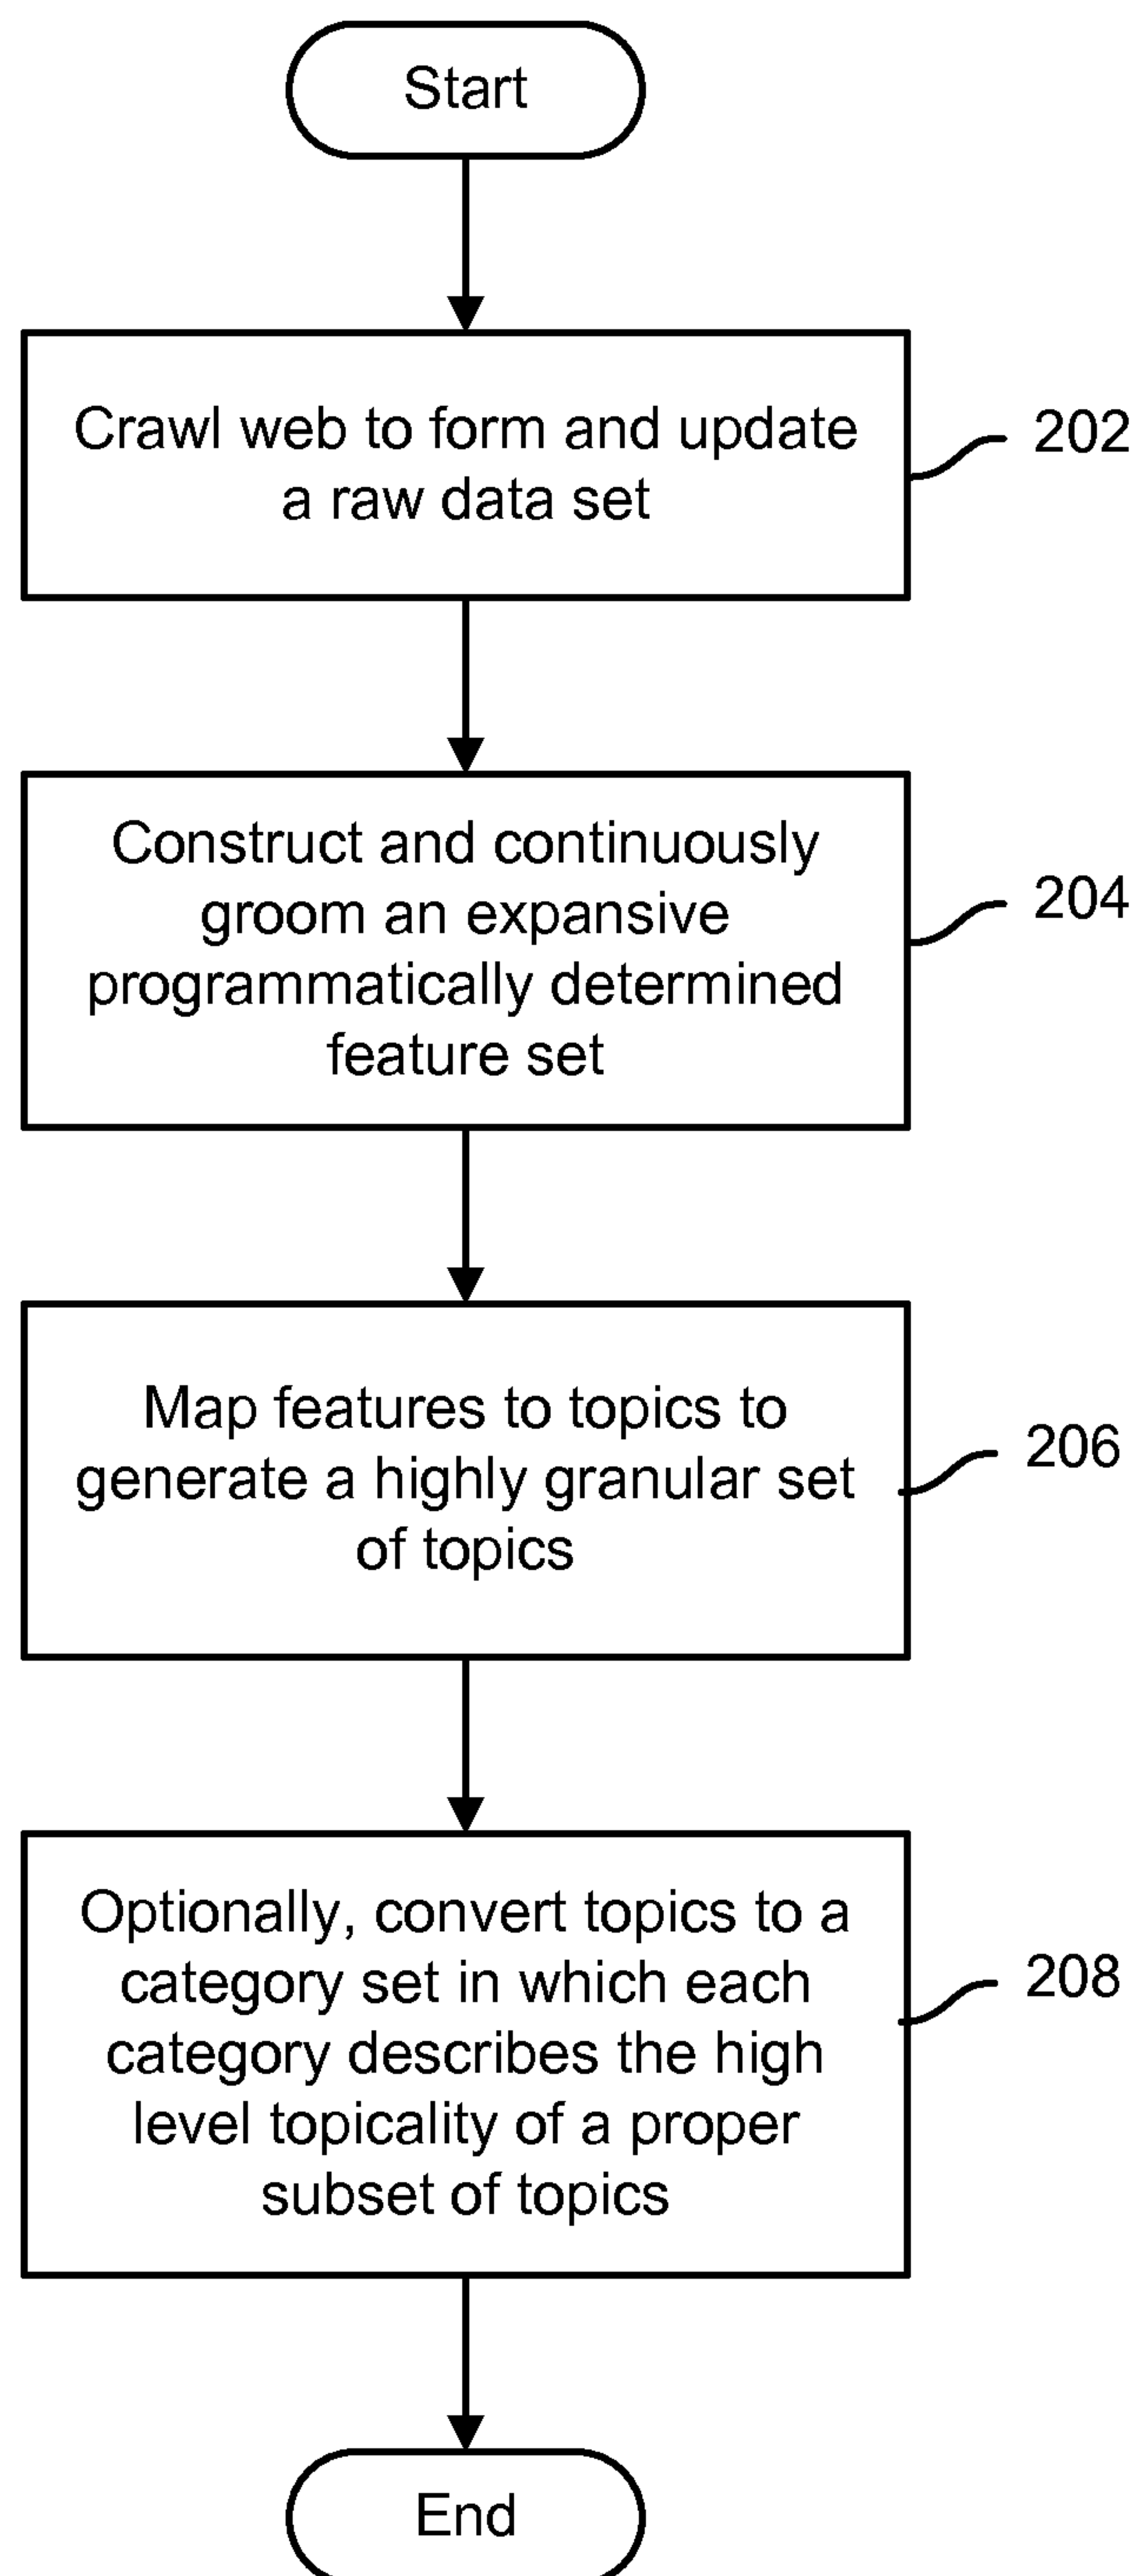 Start
Crawl web to form and update
a raw data set
202
Construct and continuously
groom an expansive
programmatically determined
feature set
204
Map features to topics to
generate a highly granular set
of topics
206
Optionally, convert topics to a
category set in which each
category describes the high
level topicality of a proper
subset of topics
208
End